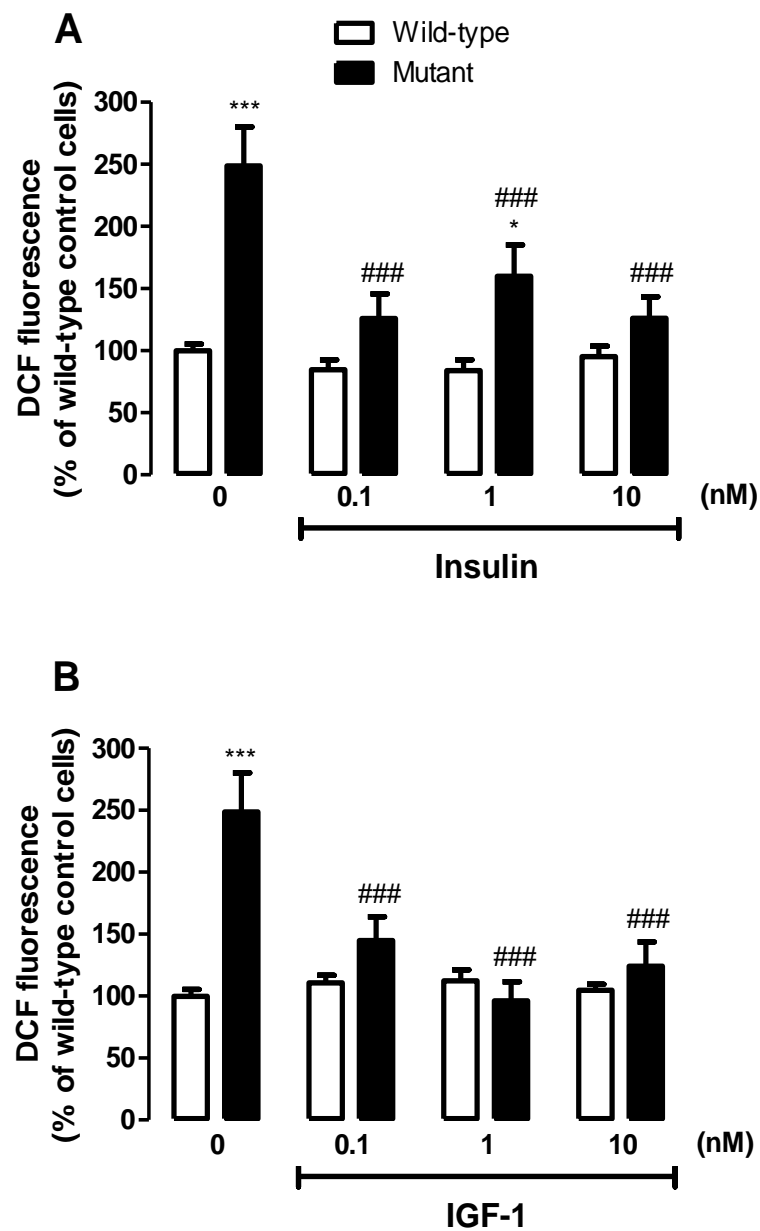 A
Wild-type
Mutant
DCF fluorescence
(% of wild-type control cells)
300
250
200
150
100
50
0
***
###
###
*
###
0 0.1 1 10 (nM)
Insulin
B
DCF fluorescence
(% of wild-type control cells)
300
250
200
150
100
50
0
***
###
###
###
0 0.1 1 10 (nM)
IGF-1